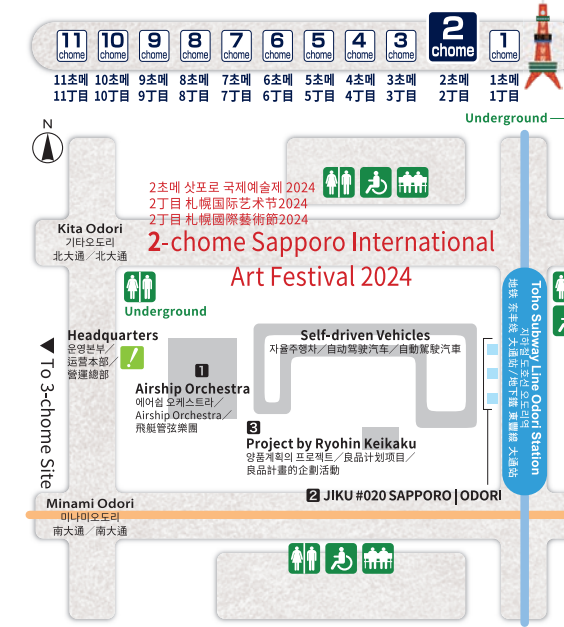 11 chome
10 chome
9 chome
8 chome
7 chome
6 chome
5 chome
4 chome
3 chome
2 chome
1 chome
11초메 10초메 9초메 8초메 7초메 6초메 5초메 4초메 3초메 2초메 1초메
11丁目 10丁目 9丁目 8丁目 7丁目 6丁目 5丁目 4丁目 3丁目 2丁目 1丁目
Underground
N
2초메 삿포로 국제예술제 2024
2丁目 札幌国际艺术节2024
2丁目 札幌國際藝術節2024
2-chome Sapporo International
Art Festival 2024
Kita Odori
기타오도리
北大通／北大通
Underground
Headquarters
운영본부／
运营本部／
營運總部
To 3-chome Site
1
Airship Orchestra
에어쉽 오케스트라／
Airship Orchestra／
飛艇管弦樂團
Self-driven Vehicles
자율주행차／自动驾驶汽车／自動駕駛汽車
3
Project by Ryohin Keikaku
양품계획의 프로젝트／良品计划项目／
良品計畫的企劃活動
2 JIKU #020 SAPPORO | ODORI
Toho Subway Line Odori Station
지하철 도호선 오도리역
地铁 东丰线 大通站/地下鐵 東豐線 大通站
Minami Odori
미나미오도리
南大通／南大通